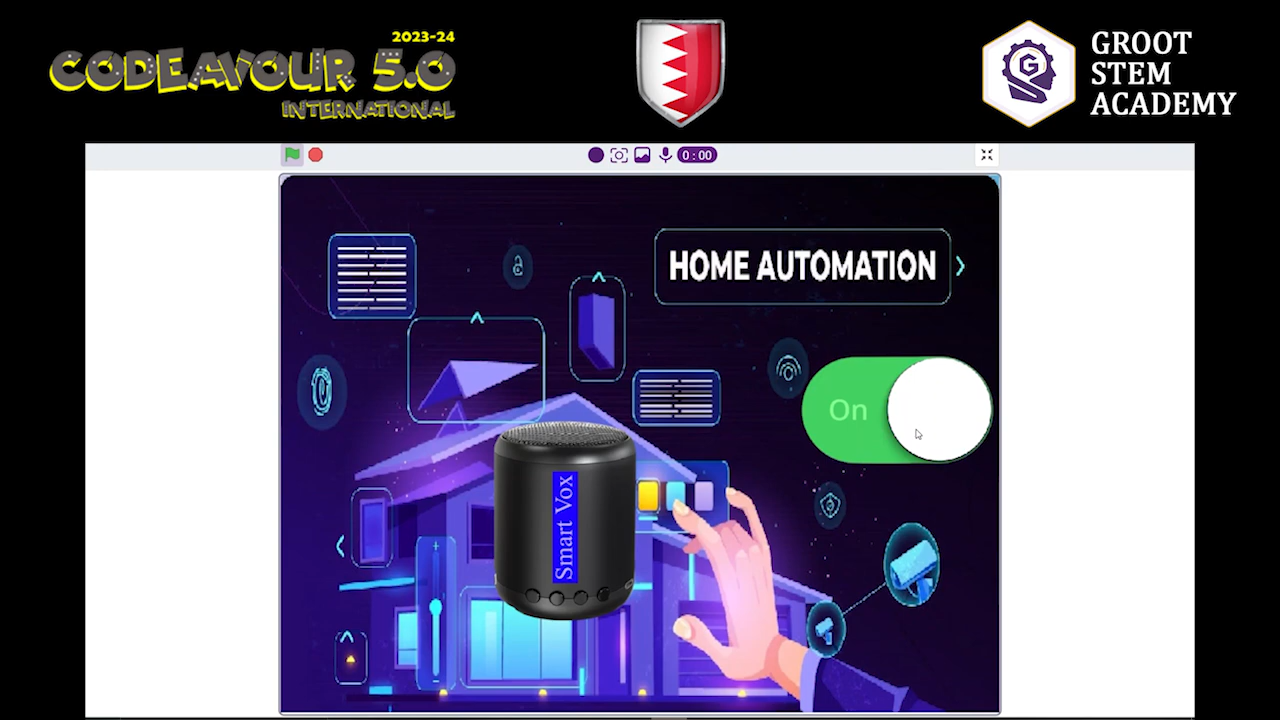 2023-24
CODEAVOUR 5.0
INTERNATIONAL
GROOT
STEM
ACADEMY
0:00
HOME AUTOMATION
On
Smart Vox